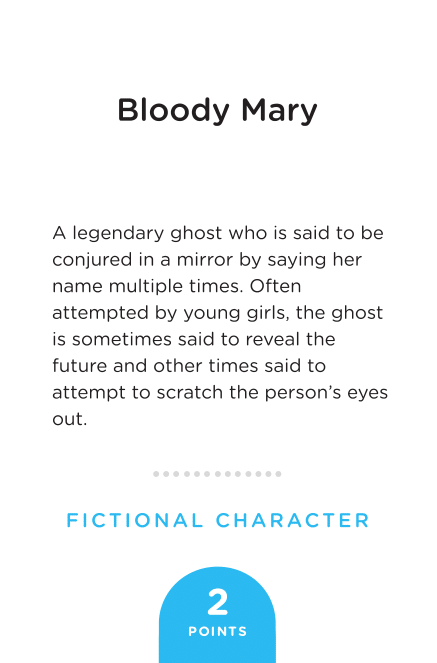 Bloody Mary
A legendary ghost who is said to be
conjured in a mirror by saying her
name multiple times. Often
attempted by young girls, the ghost
is sometimes said to reveal the
future and other times said to
attempt to scratch the person’s eyes
out.
FICTIONAL CHARACTER
2
POINTS